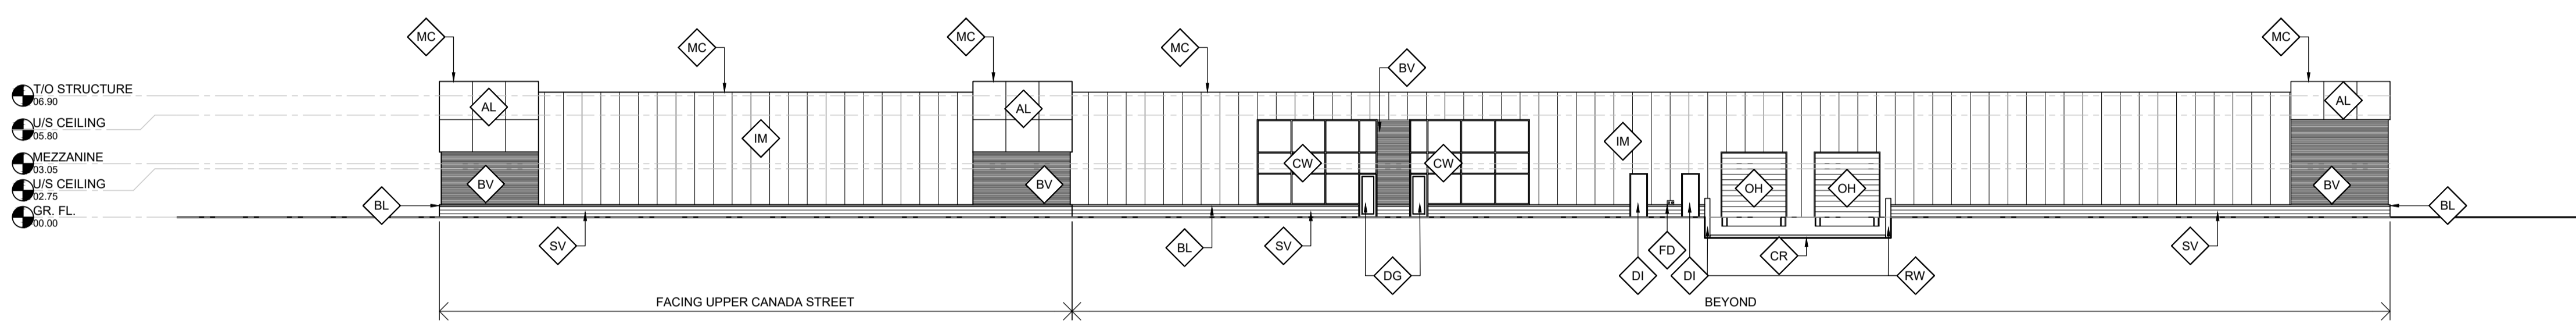 MC
MC
MC
MC
MC
BV
T/O STRUCTURE
06.90
AL
AL
AL
U/S CEILING
05.80
IM
IM
MEZZANINE
03.05
CW
CW
U/S CEILING
02.75
BV
BV
OH
OH
BV
BL
BL
GR. FL.
00.00
SV
BL
SV
FD
CR
SV
DG
DI
DI
RW
FACING UPPER CANADA STREET
BEYOND